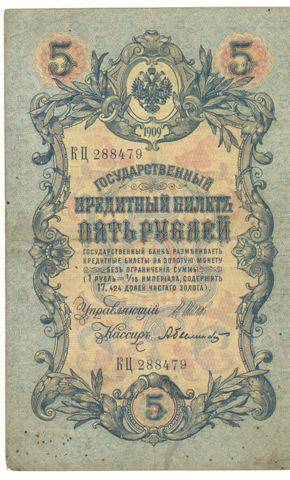 5 5
1909
КЦ 288479
ГОСУДАРСТВЕННЫЙ
КРЕДИТНЫЙ БИЛЕТЪ
ПЯТЬ РУБЛЕЙ
ГОСУДАРСТВЕННЫЙ БАНКЪ РАЗМѢНИВАЕТЪ
КРЕДИТНЫЕ БИЛЕТЫ НА ЗОЛОТУЮ МОНЕТУ
БЕЗЪ ОГРАНИЧЕНІЯ СУММЫ
(1 РУБЛЬ = 1/15 ИМПЕРІАЛА, СОДЕРЖИТЪ
17,424 ДОЛЕЙ ЧИСТАГО ЗОЛОТА).
Управляющій
Кассиръ
КЦ 288479
5